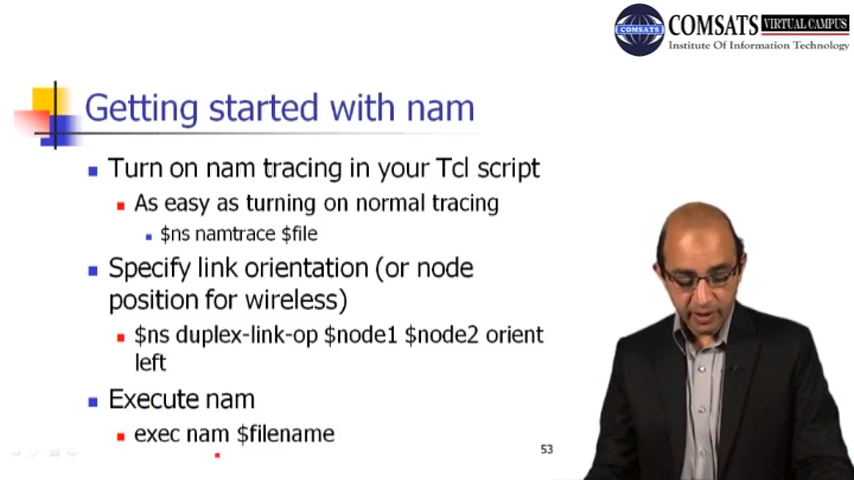 COMSATS
COMSATS VIRTUAL CAMPUS
Institute Of Information Technology
Getting started with nam
Turn on nam tracing in your Tcl script
As easy as turning on normal tracing
$ns namtrace $file
Specify link orientation (or node
position for wireless)
$ns duplex-link-op $node1 $node2 orient
left
Execute nam
exec nam $filename
53